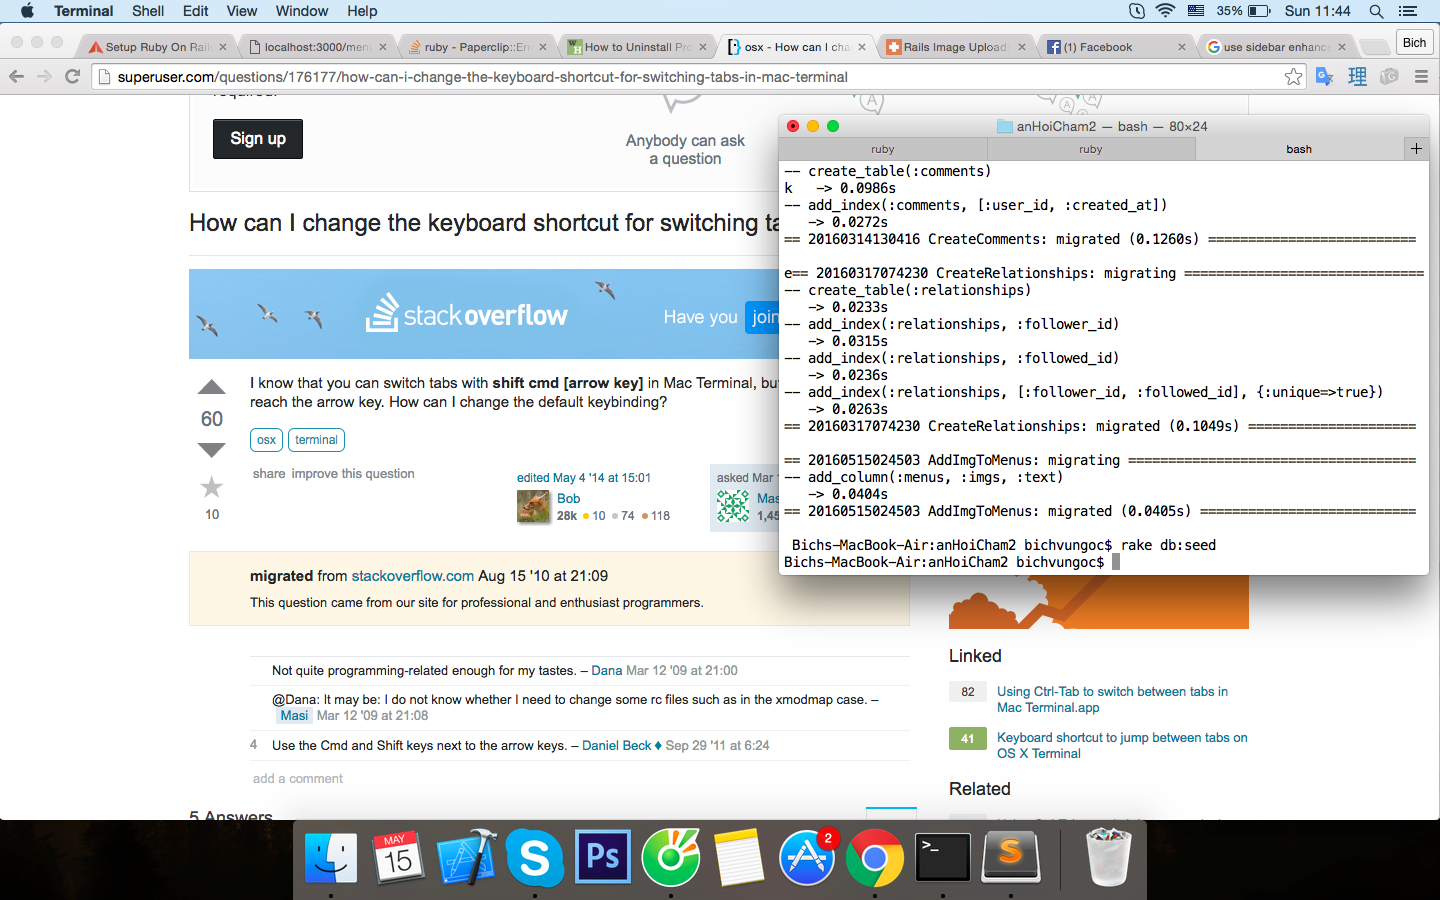 Terminal Shell Edit View Window Help 35% Sun 11:44
Setup Ruby On Rail localhost:3000/men ruby - Paperclip::Err How to Uninstall Pro osx - How can I cha Rails Image Upload (1) Facebook use sidebar enhanc Bich
superuser.com/questions/176177/how-can-i-change-the-keyboard-shortcut-for-switching-tabs-in-mac-terminal
Sign up
Anybody can ask
a question
How can I change the keyboard shortcut for switching ta
stackoverflow Have you join
I know that you can switch tabs with shift cmd [arrow key] in Mac Terminal, bu
reach the arrow key. How can I change the default keybinding?
60
osx terminal
share improve this question
10
edited May 4 '14 at 15:01
Bob
28k 10 74 118
asked Mar
Mas
1,45
migrated from stackoverflow.com Aug 15 '10 at 21:09
This question came from our site for professional and enthusiast programmers.
Not quite programming-related enough for my tastes. – Dana Mar 12 '09 at 21:00
@Dana: It may be: I do not know whether I need to change some rc files such as in the xmodmap case. –
Masi Mar 12 '09 at 21:08
4 Use the Cmd and Shift keys next to the arrow keys. – Daniel Beck ♦ Sep 29 '11 at 6:24
add a comment
5 Answers
anHoiCham2 — bash — 80×24
ruby ruby bash +
-- create_table(:comments)
k   -> 0.0986s
-- add_index(:comments, [:user_id, :created_at])
   -> 0.0272s
== 20160314130416 CreateComments: migrated (0.1260s) ==========================
e== 20160317074230 CreateRelationships: migrating ==============================
-- create_table(:relationships)
   -> 0.0233s
-- add_index(:relationships, :follower_id)
   -> 0.0315s
-- add_index(:relationships, :followed_id)
   -> 0.0236s
-- add_index(:relationships, [:follower_id, :followed_id], {:unique=>true})
   -> 0.0263s
== 20160317074230 CreateRelationships: migrated (0.1049s) =====================
== 20160515024503 AddImgToMenus: migrating ====================================
-- add_column(:menus, :imgs, :text)
   -> 0.0404s
== 20160515024503 AddImgToMenus: migrated (0.0405s) ===========================
Bichs-MacBook-Air:anHoiCham2 bichvungoc$ rake db:seed
Bichs-MacBook-Air:anHoiCham2 bichvungoc$
Linked
82 Using Ctrl-Tab to switch between tabs in
Mac Terminal.app
41 Keyboard shortcut to jump between tabs on
OS X Terminal
Related
MAY
15
S
Ps
2
>_
S